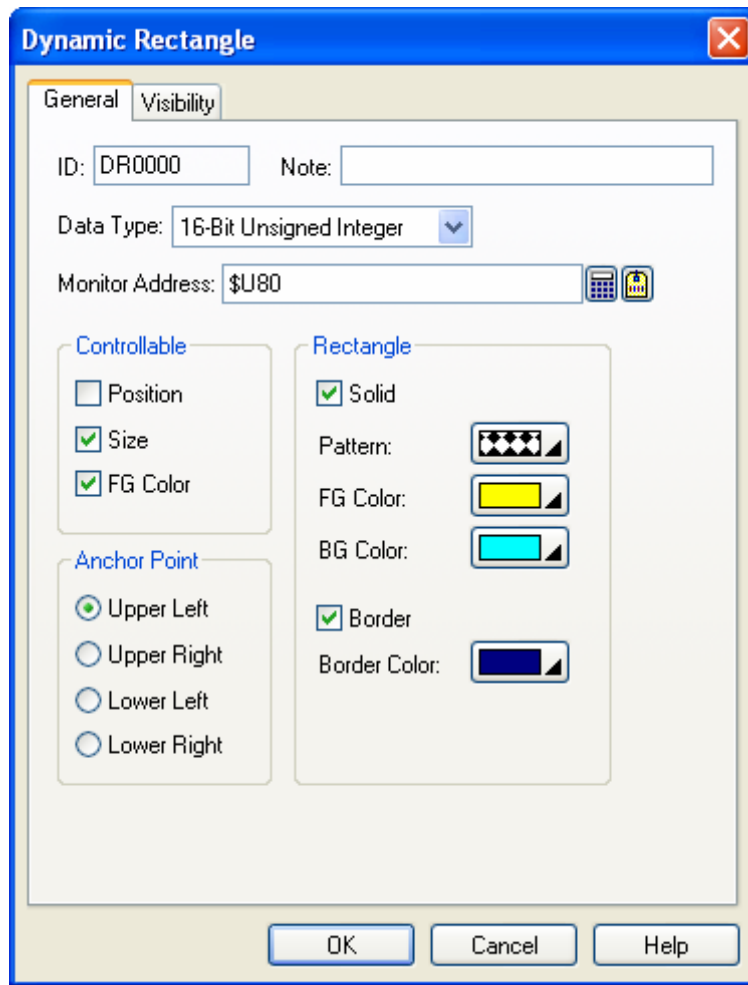 Dynamic Rectangle
General Visibility
ID: DR0000 Note:
Data Type: 16-Bit Unsigned Integer
Monitor Address: $U80
Controllable
Position
Size
FG Color
Rectangle
Solid
Pattern:
FG Color:
BG Color:
Border
Border Color:
Anchor Point
Upper Left
Upper Right
Lower Left
Lower Right
OK Cancel Help